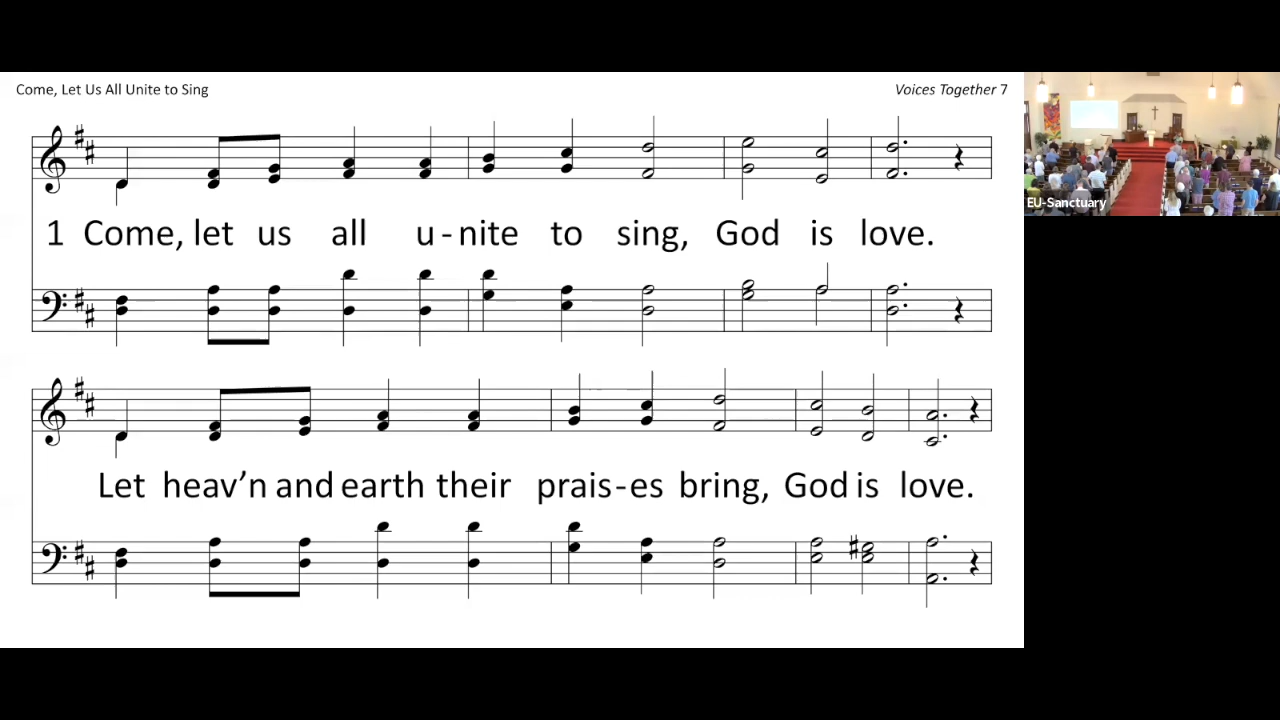 Come, Let Us All Unite to Sing
Voices Together 7
1 Come, let us all u - nite to sing, God is love.
Let heav’n and earth their prais - es bring, God is love.
EU-Sanctuary